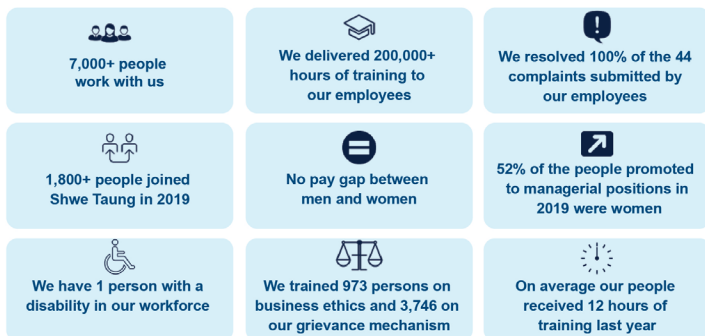 7,000+ people
work with us
We delivered 200,000+
hours of training to
our employees
We resolved 100% of the 44
complaints submitted by
our employees
1,800+ people joined
Shwe Taung in 2019
No pay gap between
men and women
52% of the people promoted
to managerial positions in
2019 were women
We have 1 person with a
disability in our workforce
We trained 973 persons on
business ethics and 3,746 on
our grievance mechanism
On average our people
received 12 hours of
training last year